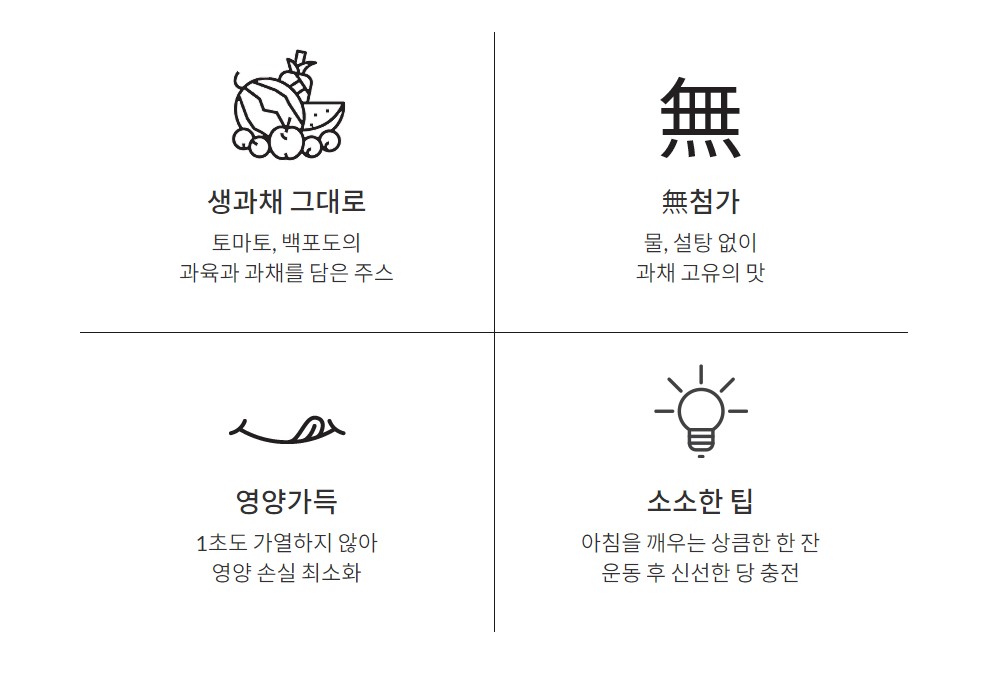 생과채 그대로
토마토, 백포도의
과육과 과채를 담은 주스
無
無첨가
물, 설탕 없이
과채 고유의 맛
영양가득
1초도 가열하지 않아
영양 손실 최소화
소소한 팁
아침을 깨우는 상큼한 한 잔
운동 후 신선한 당 충전